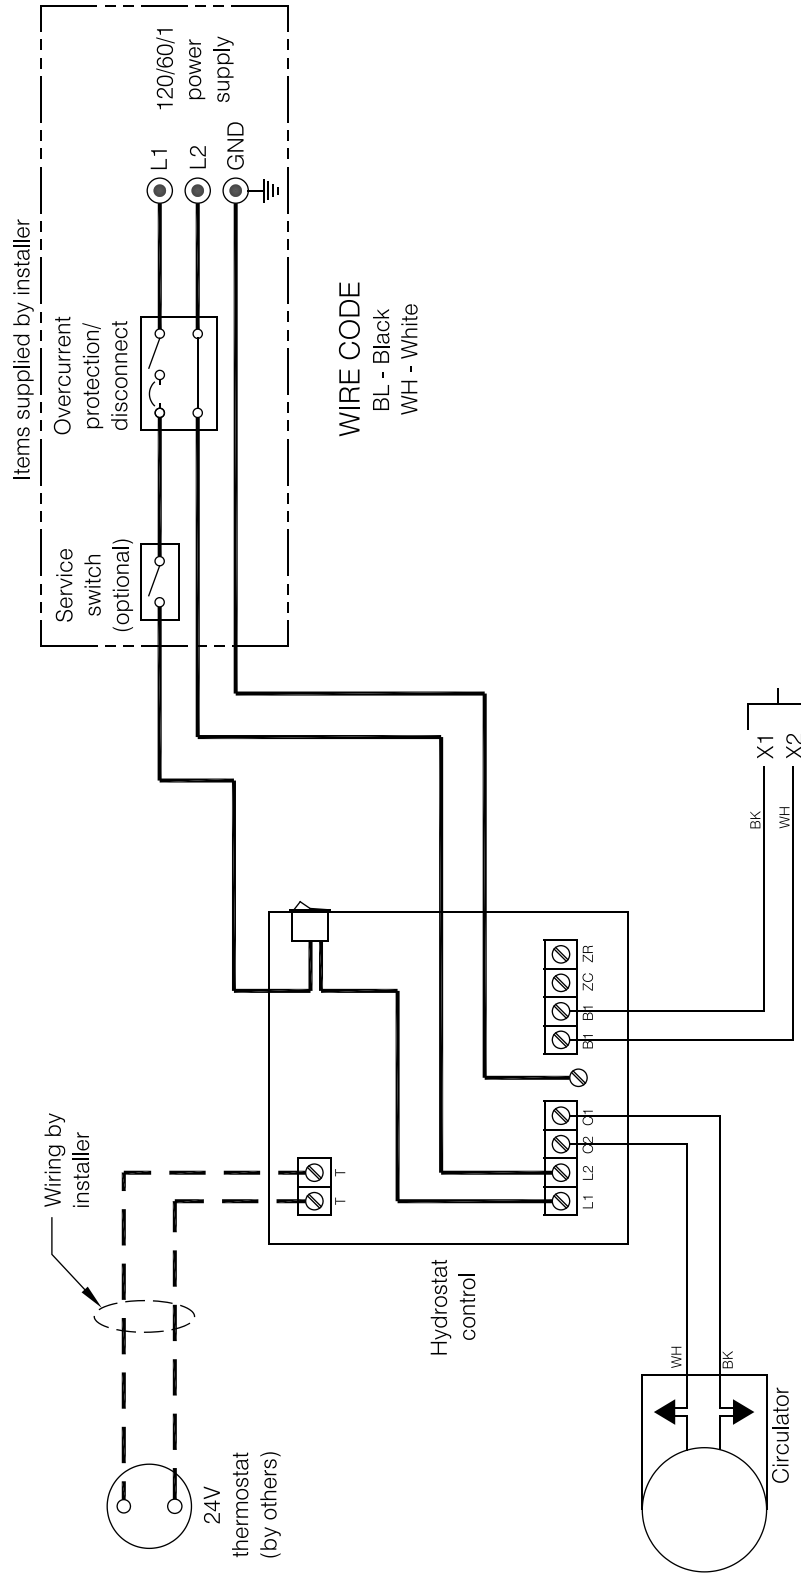 Items supplied by installer
Service
switch
(optional)
Overcurrent
protection/
disconnect
L1
L2
GND
120/60/1
power
supply
WIRE CODE
BL - Black
WH - White
Wiring by
installer
24V
thermostat
(by others)
T
T
Hydrostat
control
L1
L2
C2
C1
B1
B1
ZC
ZR
WH
BK
Circulator
BK
WH
X1
X2